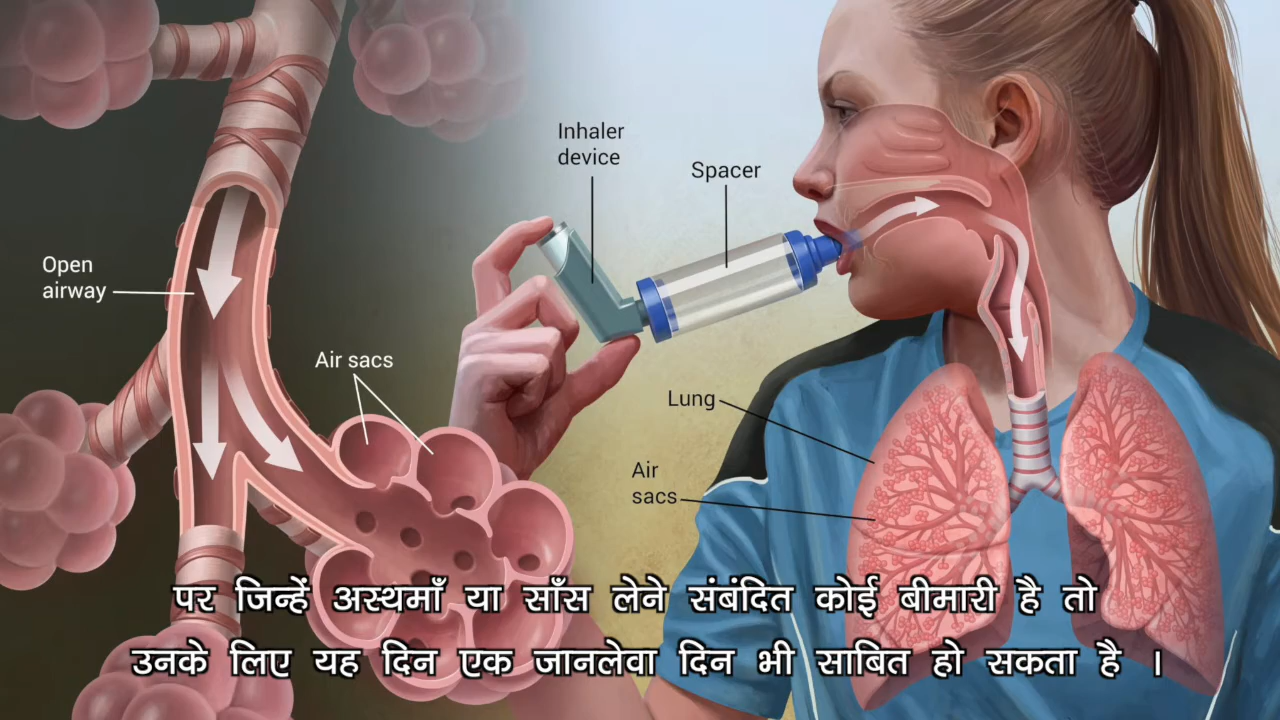 Inhaler
device
Spacer
Open
airway
Air sacs
Lung
Air
sacs
पर जिन्हें अस्थमाँ या साँस लेने संबंदित कोई बीमारी है तो
उनके लिए यह दिन एक जानलेवा दिन भी साबित हो सकता है ।